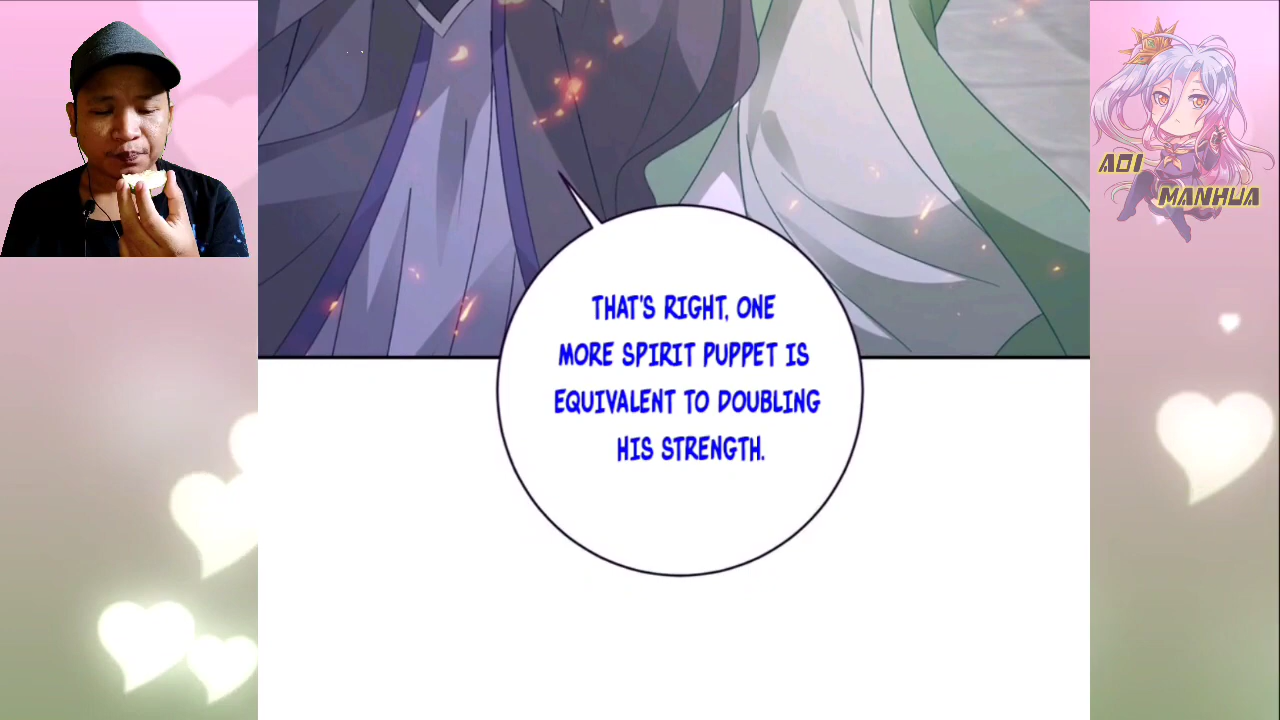 THAT'S RIGHT, ONE
MORE SPIRIT PUPPET IS
EQUIVALENT TO DOUBLING
HIS STRENGTH.
AOI
MANHUA